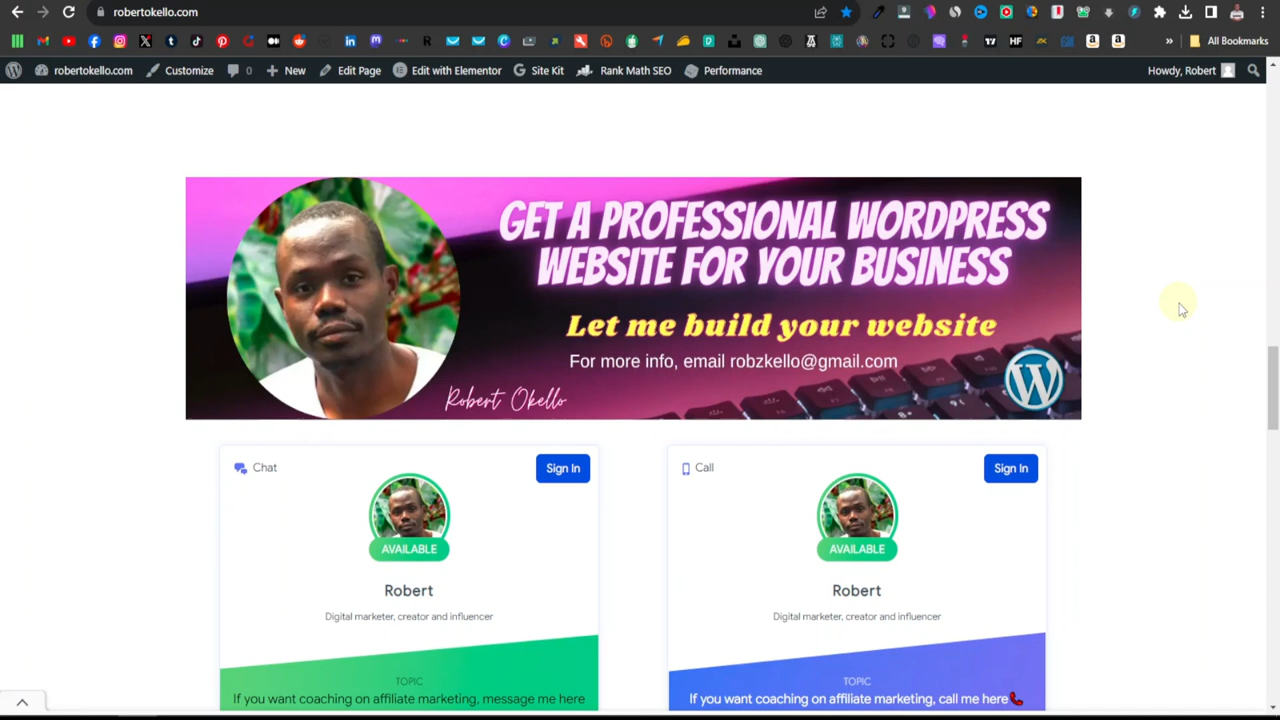 robertokello.com
All Bookmarks
robertokello.com
Customize
0
New
Edit Page
Edit with Elementor
Site Kit
Rank Math SEO
Performance
Howdy, Robert
GET A PROFESSIONAL WORDPRESS
WEBSITE FOR YOUR BUSINESS
Let me build your website
For more info, email robzkello@gmail.com
Robert Okello
Chat
Sign In
Call
Sign In
AVAILABLE
AVAILABLE
Robert
Robert
Digital marketer, creator and influencer
Digital marketer, creator and influencer
TOPIC
TOPIC
If you want coaching on affiliate marketing, message me here
If you want coaching on affiliate marketing, call me here